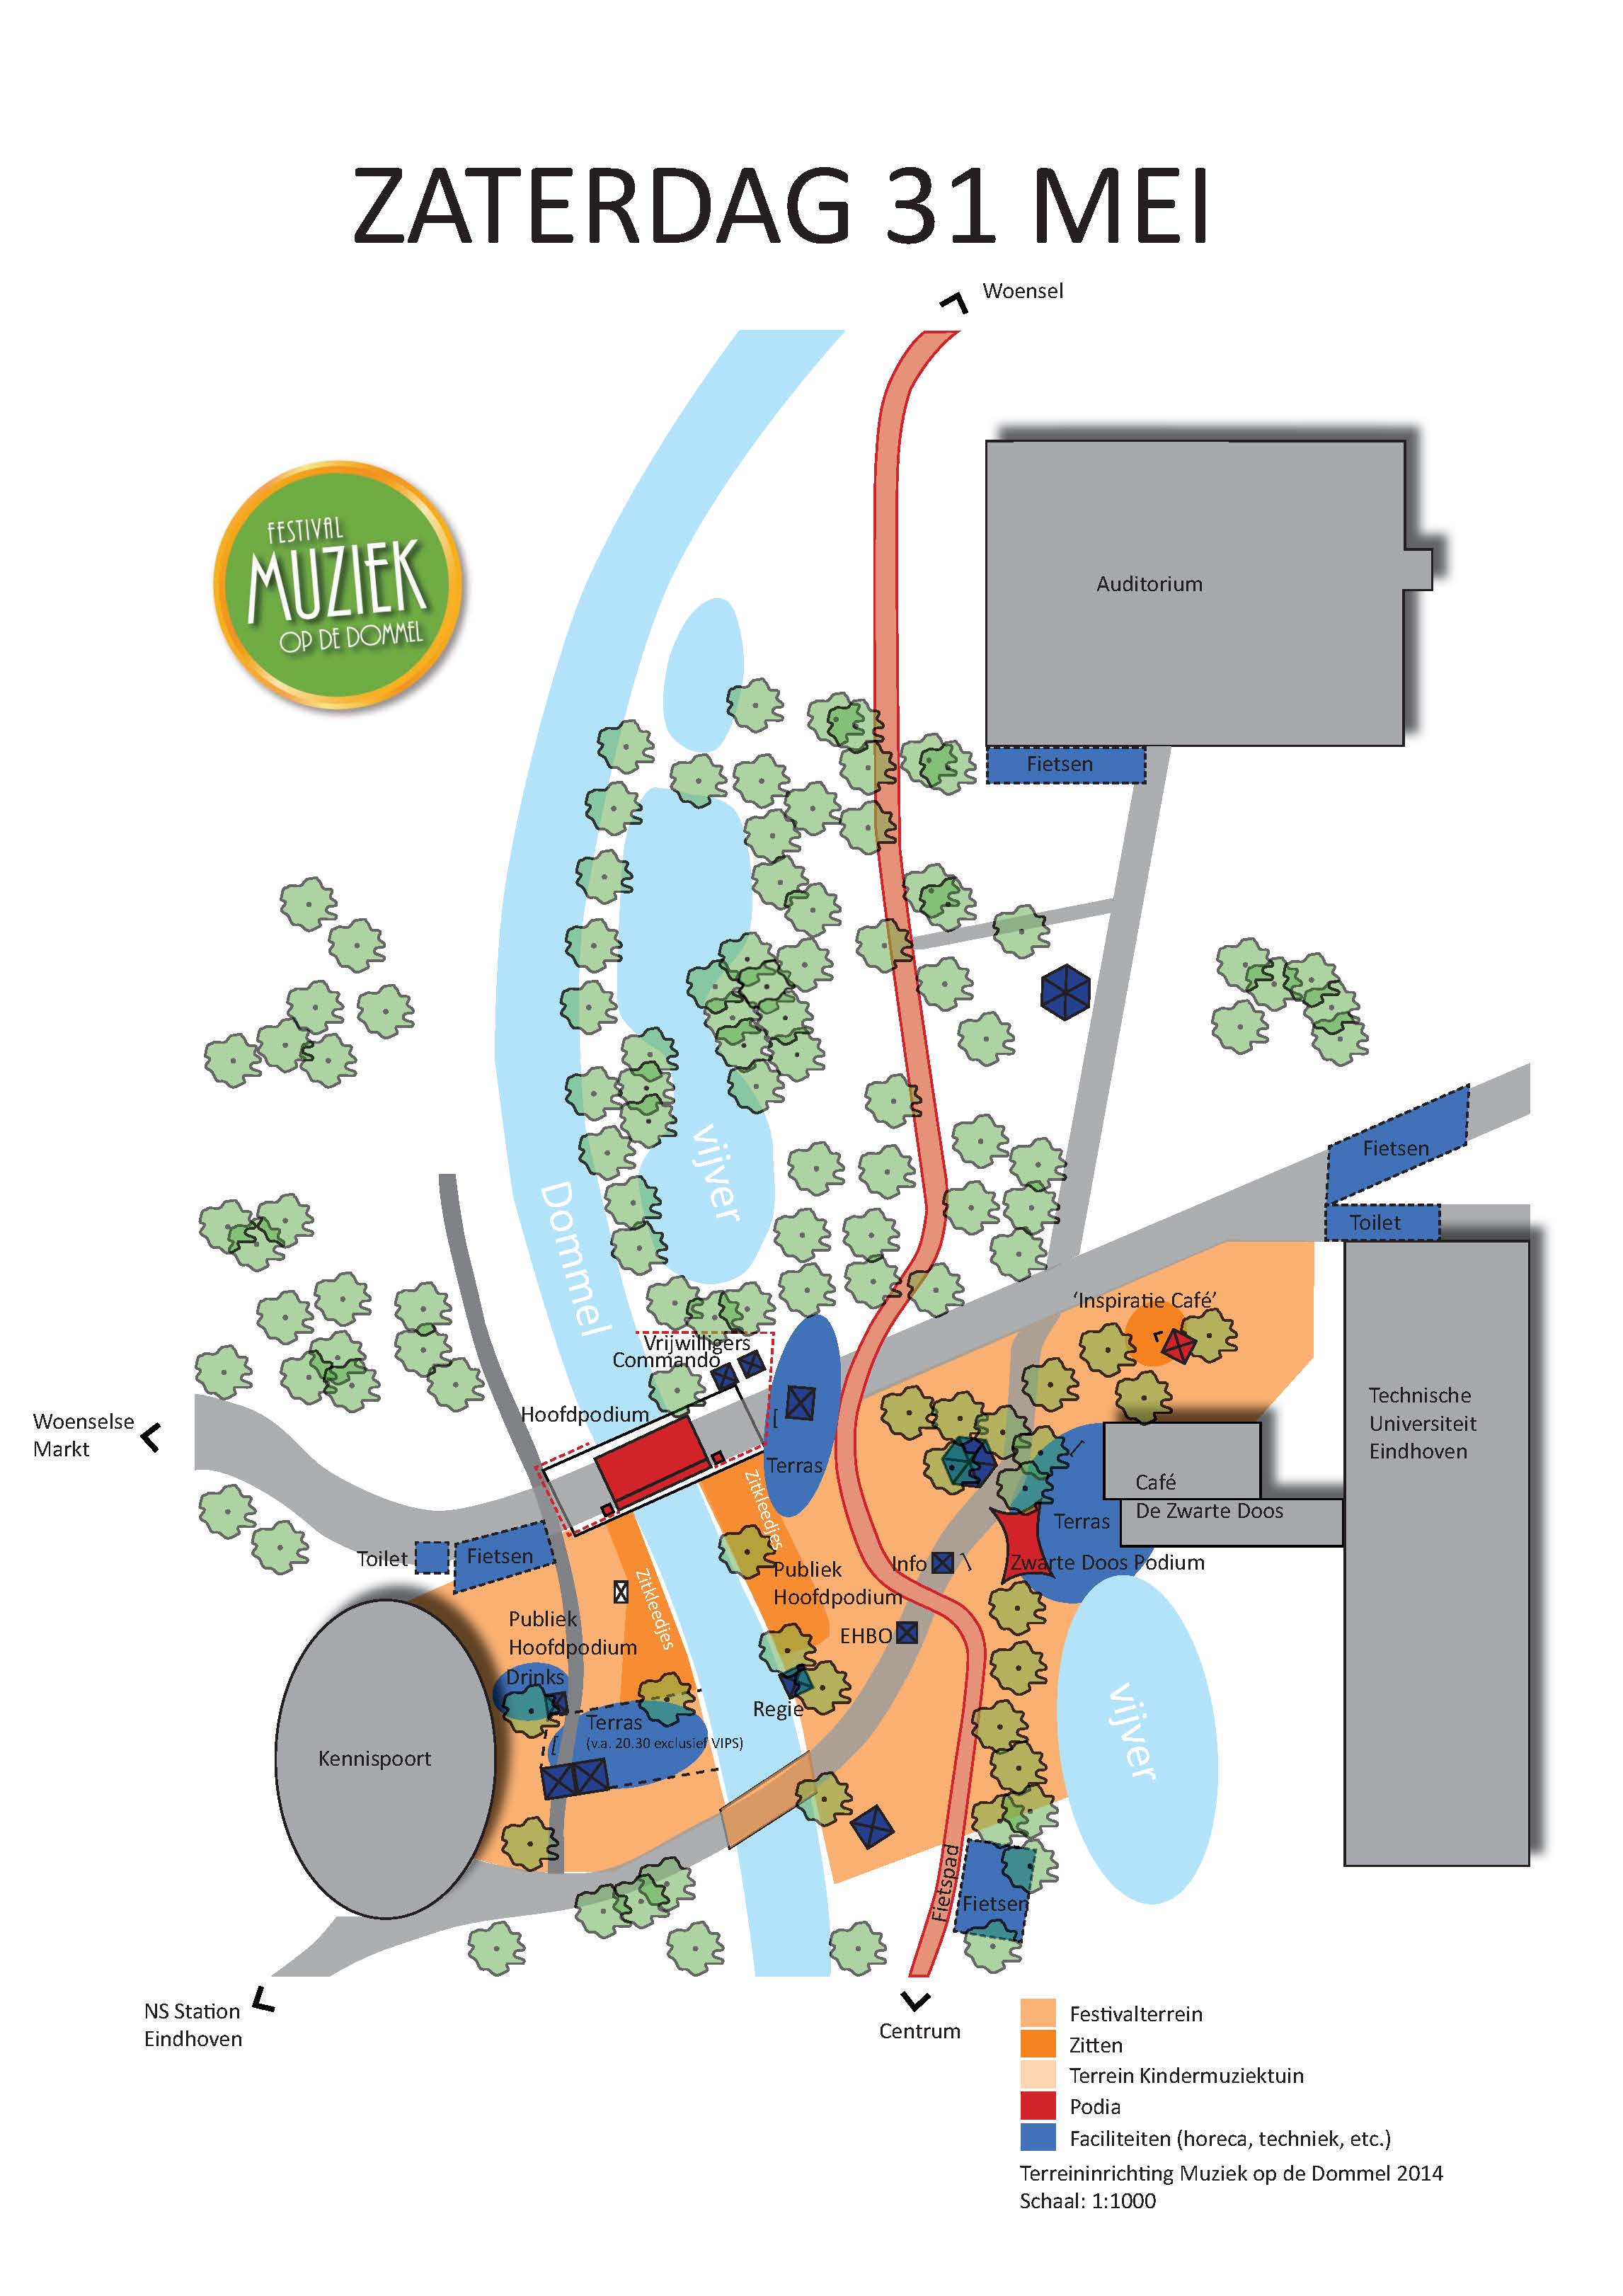 ZATERDAG 31 MEI
Woensel
FESTIVAL
MUZIEK
OP DE DOMMEL
Auditorium
Fietsen
vijver
Dommel
Fietsen
Toilet
'Inspiratie Café'
Vrijwilligers
Commando
Technische
Universiteit
Eindhoven
Woenselse
Markt
Hoofdpodium
Terras
Zitkleedjes
Café
De Zwarte Doos
Terras
Zwarte Doos Podium
Toilet
Fietsen
Info
Publiek
Hoofdpodium
Zitkleedjes
Publiek
Hoofdpodium
EHBO
Drinks
Regie
Terras
(v.a. 20.30 exclusief VIPS)
Kennispoort
vijver
Fietspad
Fietsen
NS Station
Eindhoven
Centrum
Festivalterrein
Zitten
Terrein Kindermuziektuin
Podia
Faciliteiten (horeca, techniek, etc.)
Terreininrichting Muziek op de Dommel 2014
Schaal: 1:1000